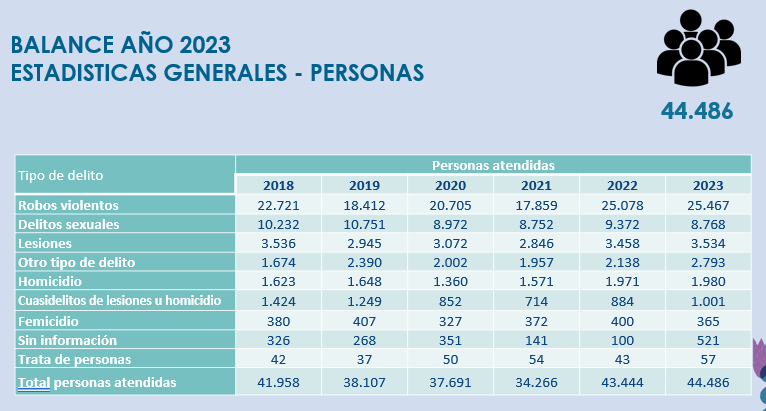 BALANCE AÑO 2023
ESTADISTICAS GENERALES - PERSONAS
44.486
Tipo de delito Personas atendidas
2018 2019 2020 2021 2022 2023
Robos violentos 22.721 18.412 20.705 17.859 25.078 25.467
Delitos sexuales 10.232 10.751 8.972 8.752 9.372 8.768
Lesiones 3.536 2.945 3.072 2.846 3.458 3.534
Otro tipo de delito 1.674 2.390 2.002 1.957 2.138 2.793
Homicidio 1.623 1.648 1.360 1.571 1.971 1.980
Cuasidelitos de lesiones u homicidio 1.424 1.249 852 714 884 1.001
Femicidio 380 407 327 372 400 365
Sin información 326 268 351 141 100 521
Trata de personas 42 37 50 54 43 57
Total personas atendidas 41.958 38.107 37.691 34.266 43.444 44.486